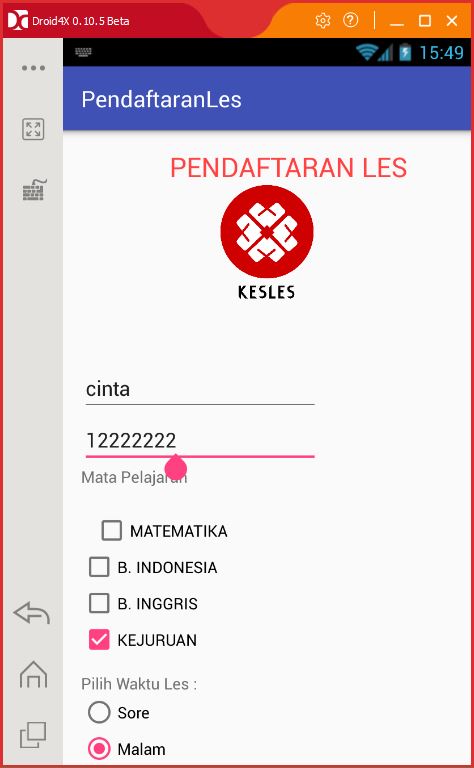 Droid4X 0.10.5 Beta
15:49
PendaftaranLes
PENDAFTARAN LES
KESLES
cinta
12222222
Mata Pelajaran
MATEMATIKA
B. INDONESIA
B. INGGRIS
KEJURUAN
Pilih Waktu Les :
Sore
Malam